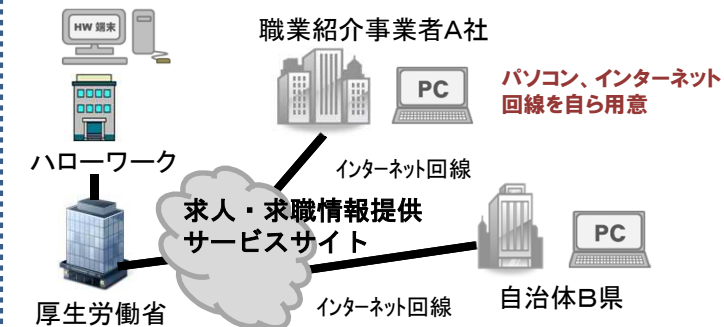 HW 端末
職業紹介事業者A社
PC
パソコン、インターネット
回線を自ら用意
ハローワーク
インターネット回線
求人・求職情報提供
サービスサイト
PC
厚生労働省
インターネット回線
自治体B県